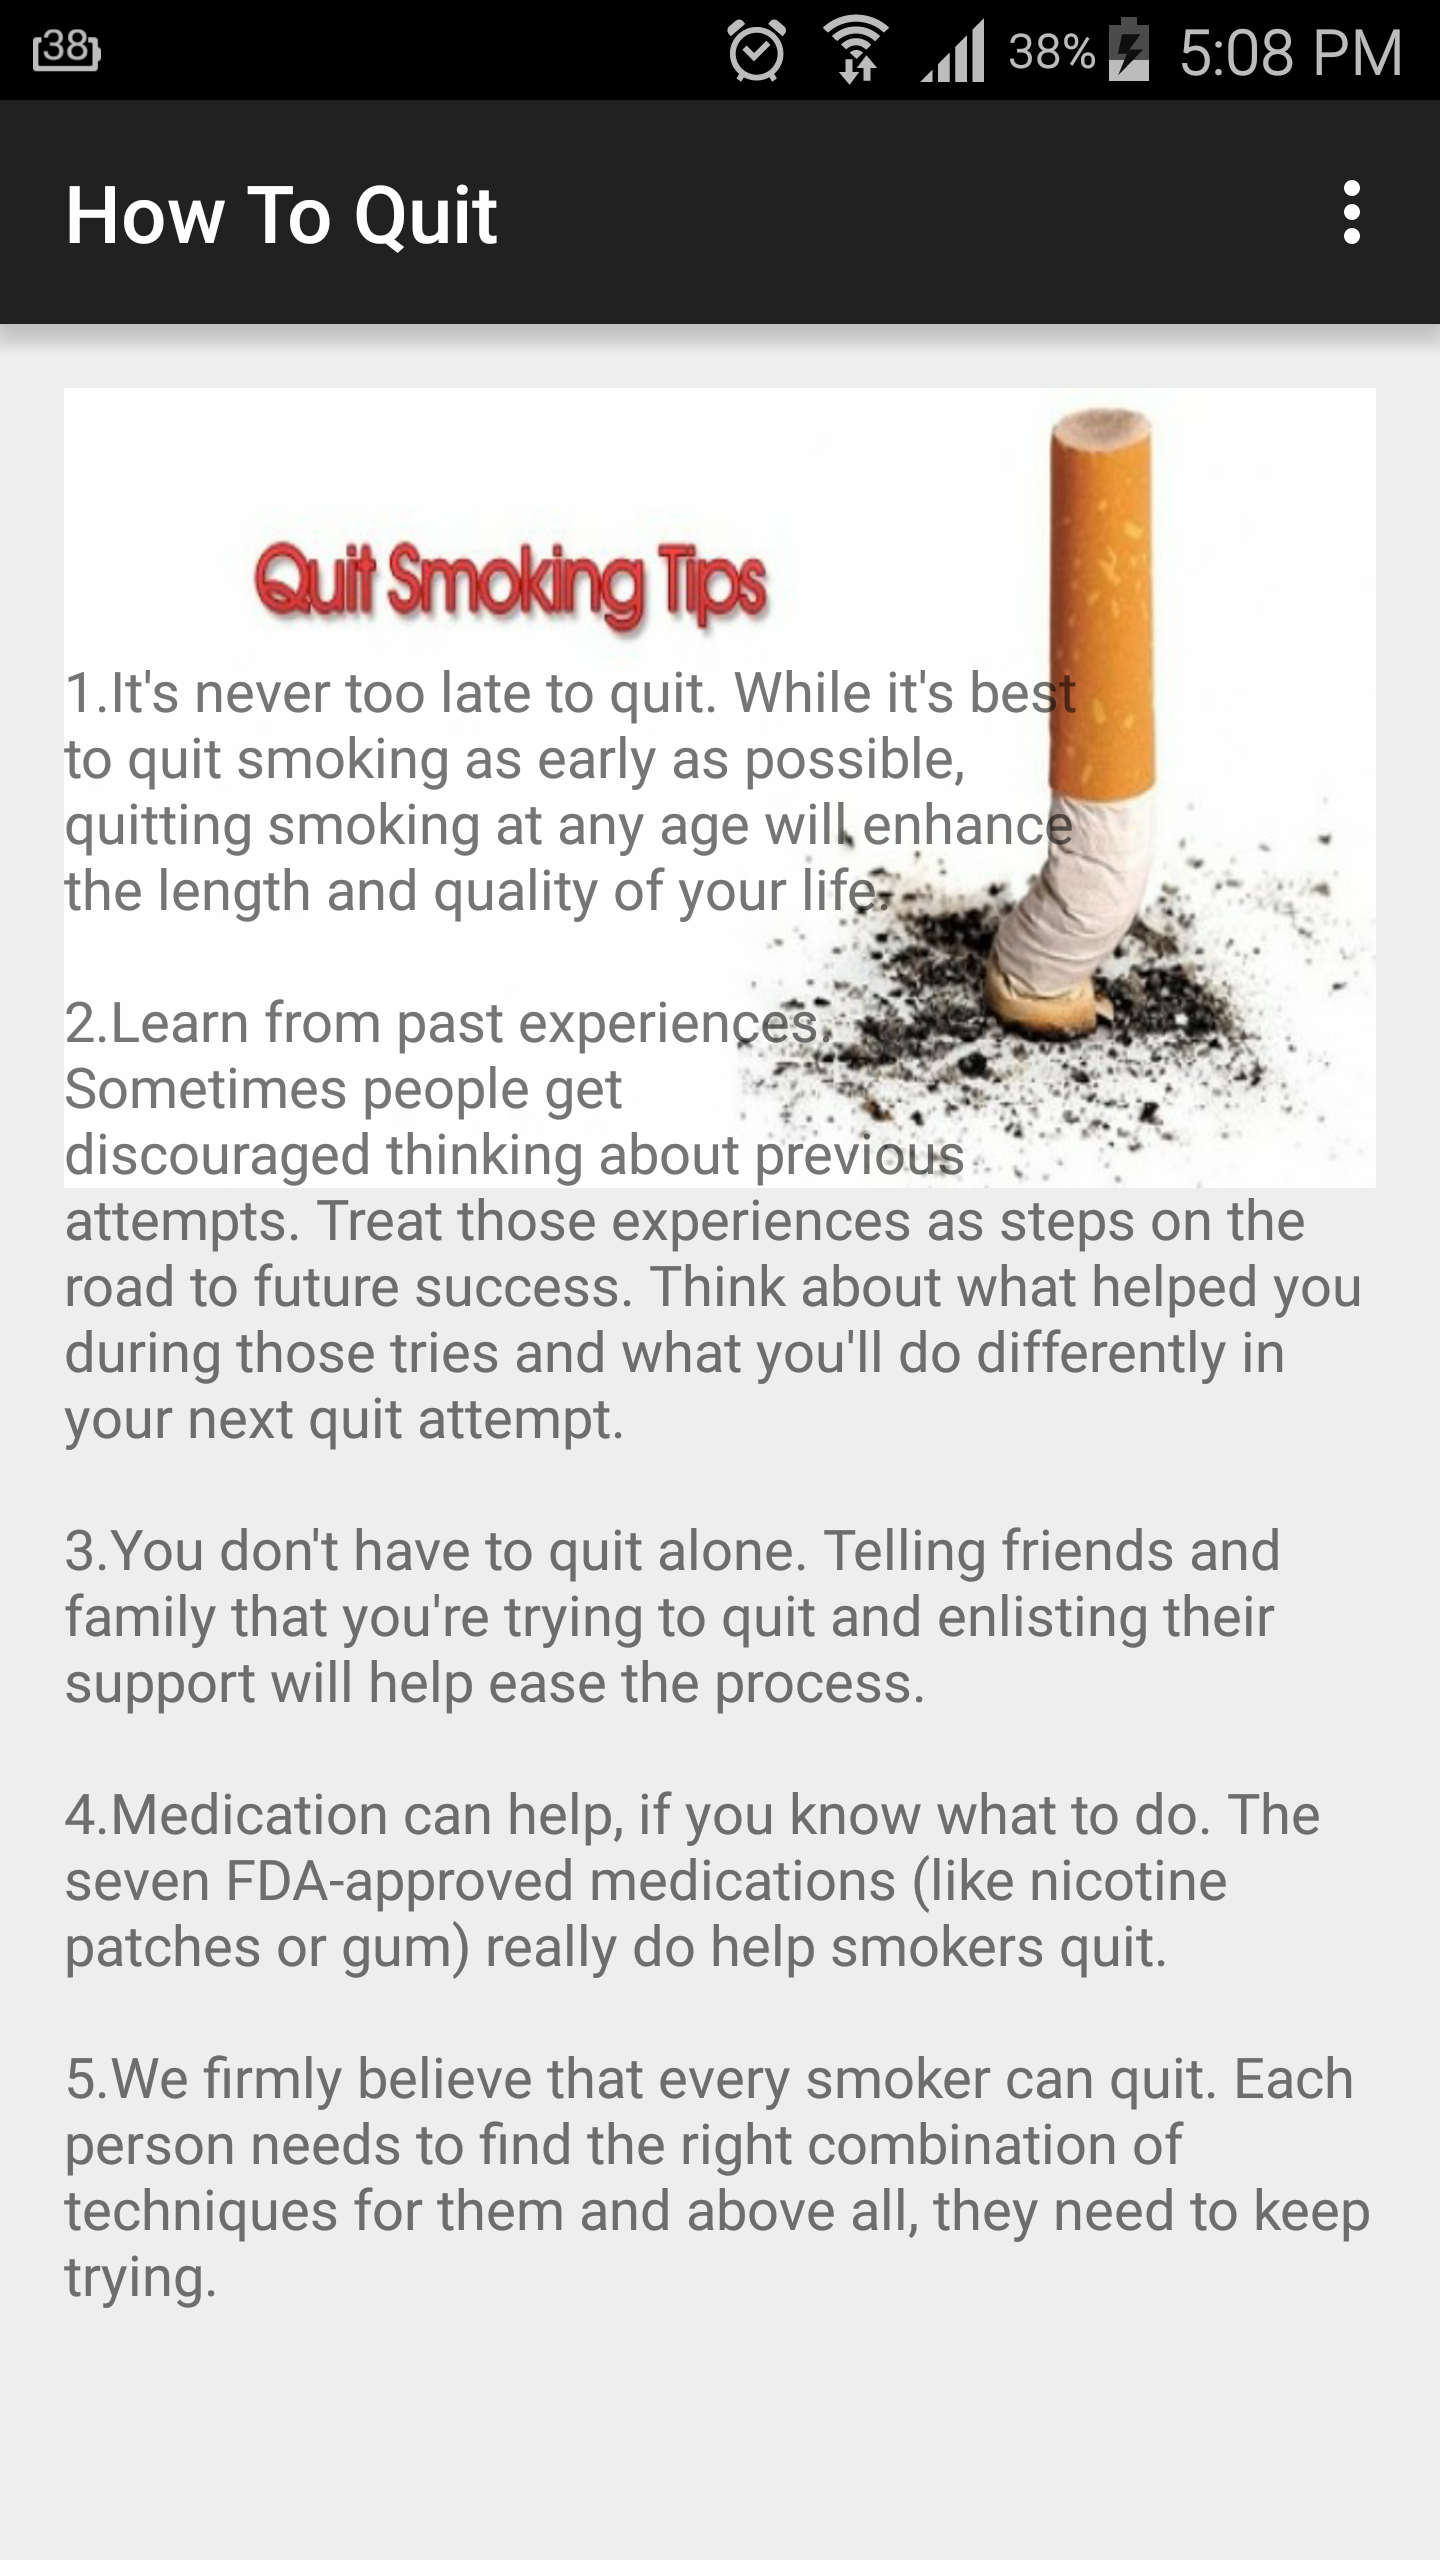 38
38% 5:08 PM
How To Quit
Quit Smoking Tips
1.It's never too late to quit. While it's best
to quit smoking as early as possible,
quitting smoking at any age will enhance
the length and quality of your life.
2.Learn from past experiences.
Sometimes people get
discouraged thinking about previous
attempts. Treat those experiences as steps on the
road to future success. Think about what helped you
during those tries and what you'll do differently in
your next quit attempt.
3.You don't have to quit alone. Telling friends and
family that you're trying to quit and enlisting their
support will help ease the process.
4.Medication can help, if you know what to do. The
seven FDA-approved medications (like nicotine
patches or gum) really do help smokers quit.
5.We firmly believe that every smoker can quit. Each
person needs to find the right combination of
techniques for them and above all, they need to keep
trying.